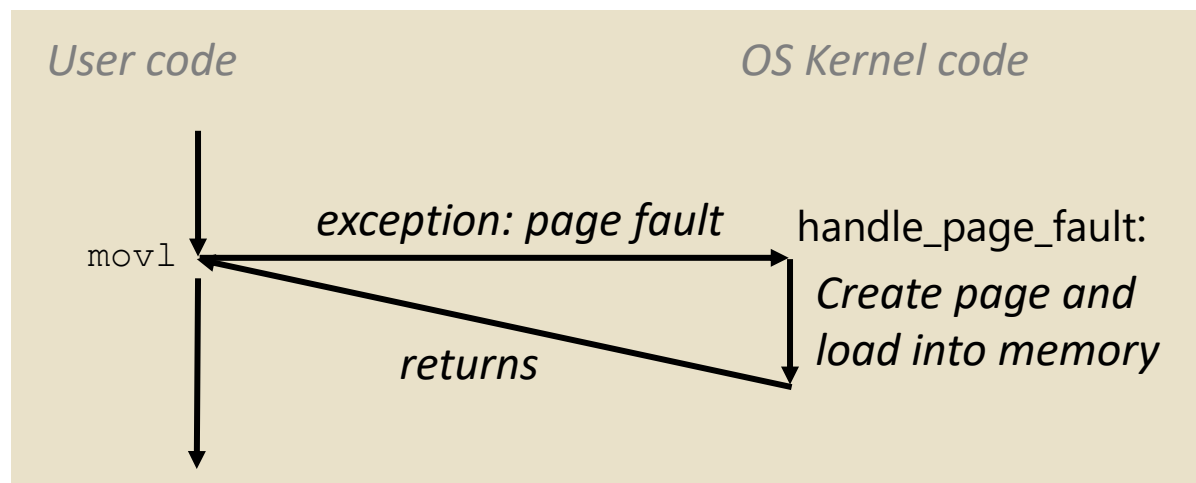 User code
OS Kernel code
exception: page fault
handle_page_fault:
movl
Create page and
load into memory
returns